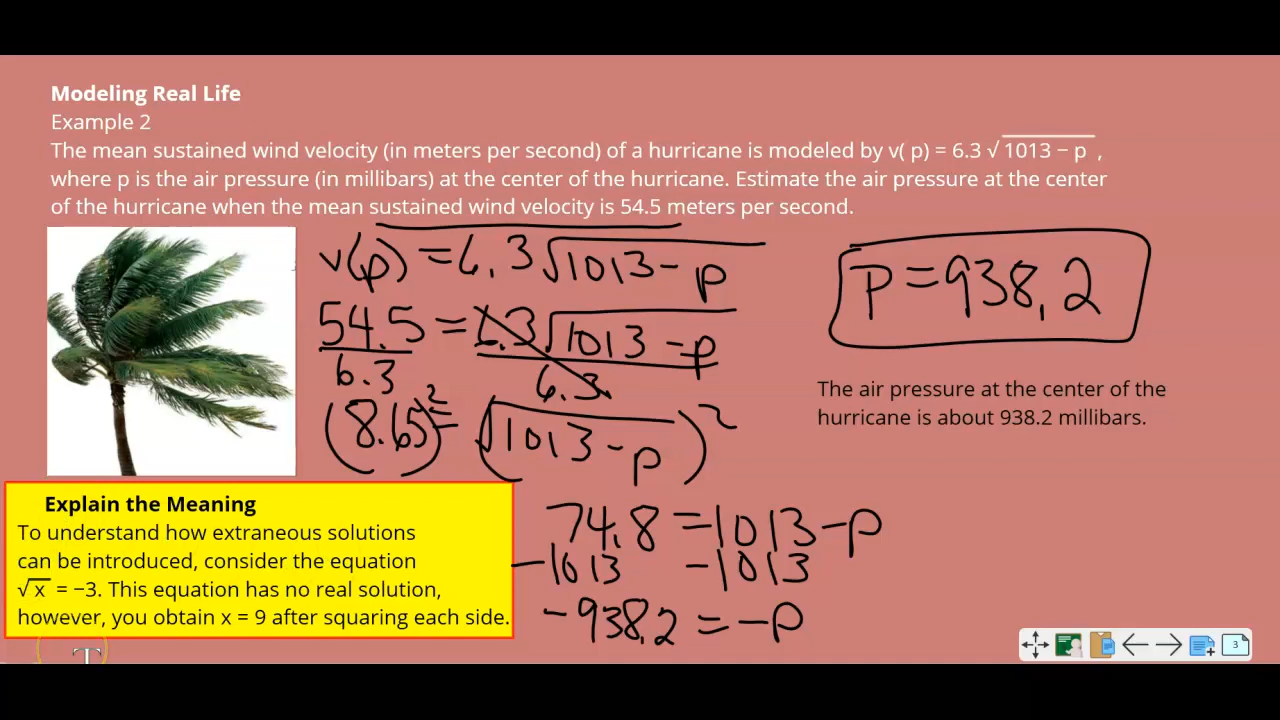 Modeling Real Life
Example 2
The mean sustained wind velocity (in meters per second) of a hurricane is modeled by v( p) = 6.3 √ 1013 − p ,
where p is the air pressure (in millibars) at the center of the hurricane. Estimate the air pressure at the center
of the hurricane when the mean sustained wind velocity is 54.5 meters per second.
v(p) = 6.3 √1013 - p
54.5 = 6.3 √1013 - p
6.3 6.3
(8.65)² = (√1013 - p)²
74.8 = 1013 - p
-1013 -1013
-938.2 = -p
P = 938.2
The air pressure at the center of the
hurricane is about 938.2 millibars.
Explain the Meaning
To understand how extraneous solutions
can be introduced, consider the equation
√x = −3. This equation has no real solution,
however, you obtain x = 9 after squaring each side.
T
3